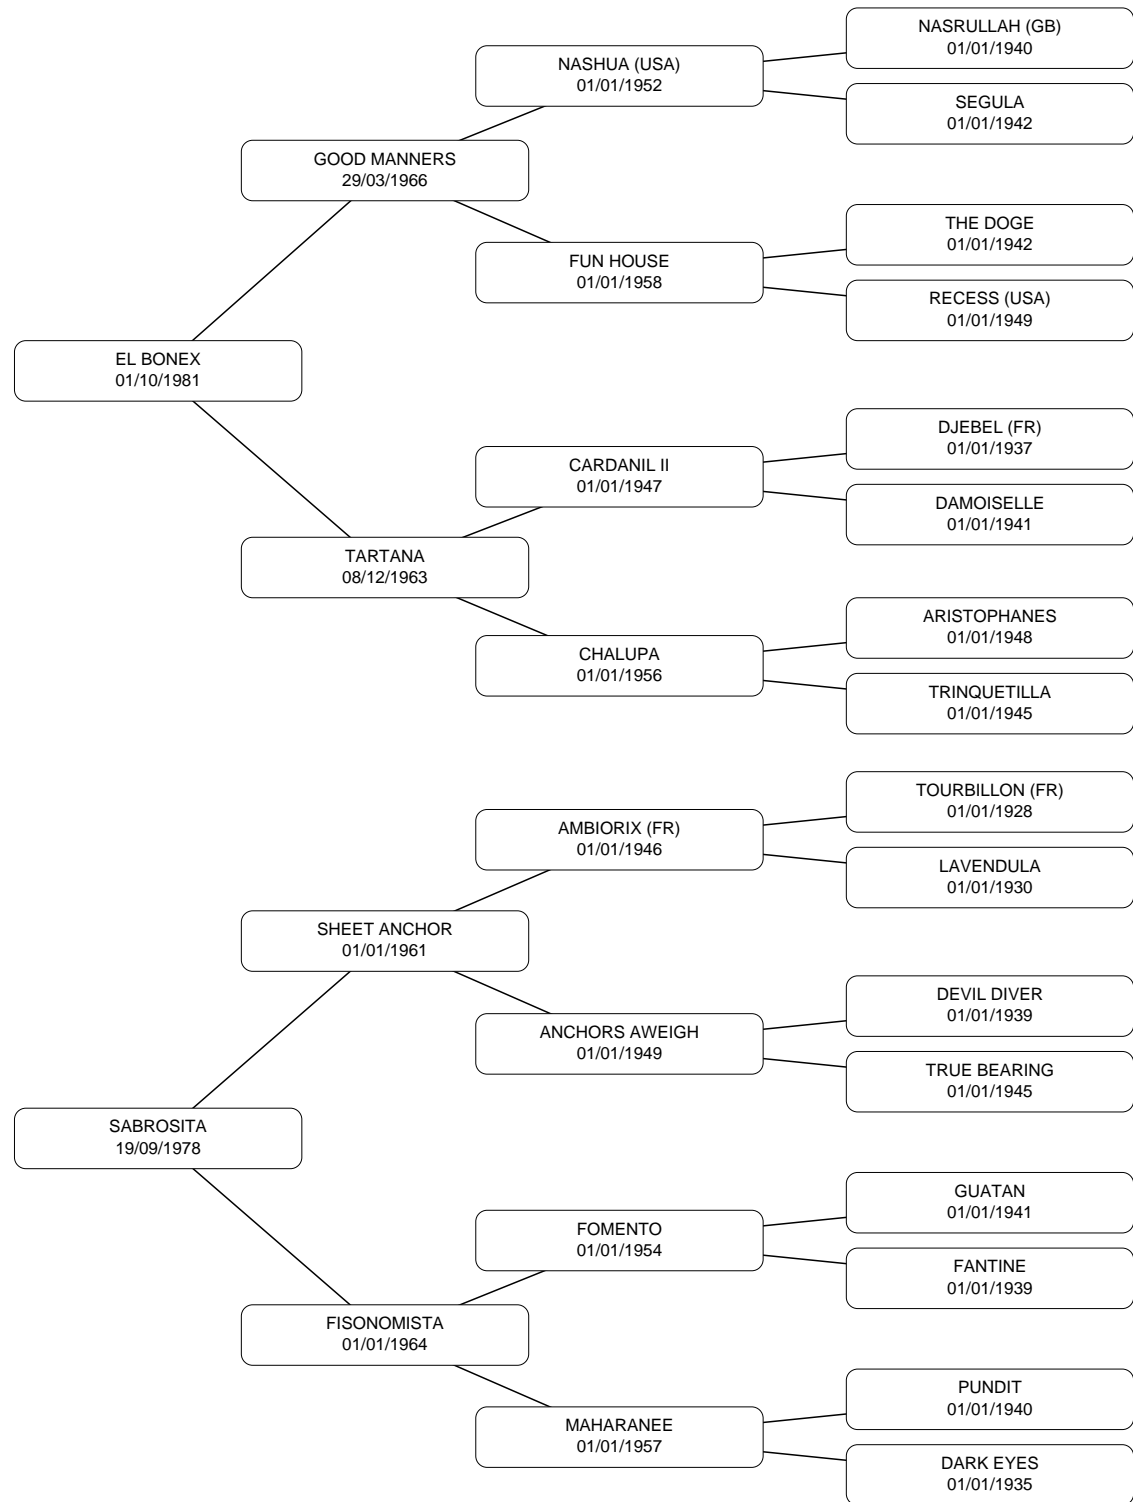 NASRULLAH (GB)
01/01/1940
NASHUA (USA)
01/01/1952
SEGULA
01/01/1942
GOOD MANNERS
29/03/1966
THE DOGE
01/01/1942
FUN HOUSE
01/01/1958
RECESS (USA)
01/01/1949
EL BONEX
01/10/1981
DJEBEL (FR)
01/01/1937
CARDANIL II
01/01/1947
DAMOISELLE
01/01/1941
TARTANA
08/12/1963
ARISTOPHANES
01/01/1948
CHALUPA
01/01/1956
TRINQUETILLA
01/01/1945
TOURBILLON (FR)
01/01/1928
AMBIORIX (FR)
01/01/1946
LAVENDULA
01/01/1930
SHEET ANCHOR
01/01/1961
DEVIL DIVER
01/01/1939
ANCHORS AWEIGH
01/01/1949
TRUE BEARING
01/01/1945
SABROSITA
19/09/1978
GUATAN
01/01/1941
FOMENTO
01/01/1954
FANTINE
01/01/1939
FISONOMISTA
01/01/1964
PUNDIT
01/01/1940
MAHARANEE
01/01/1957
DARK EYES
01/01/1935